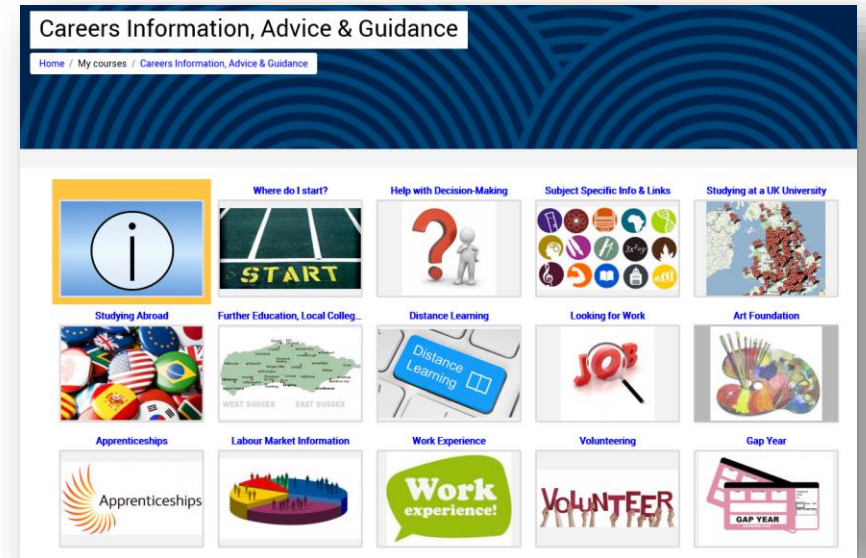 Careers Information, Advice & Guidance
Home / My courses / Careers Information, Advice & Guidance
i
Where do I start?
Help with Decision-Making
Subject Specific Info & Links
Studying at a UK University
START
?
3x²=y
Studying Abroad
Further Education, Local Colleg...
Distance Learning
Looking for Work
Art Foundation
WEST SUSSEX
EAST SUSSEX
Distance
Learning
JOB
Apprenticeships
Labour Market Information
Work Experience
Volunteering
Gap Year
Apprenticeships
Work
experience!
VOLUNTEER
GAP YEAR